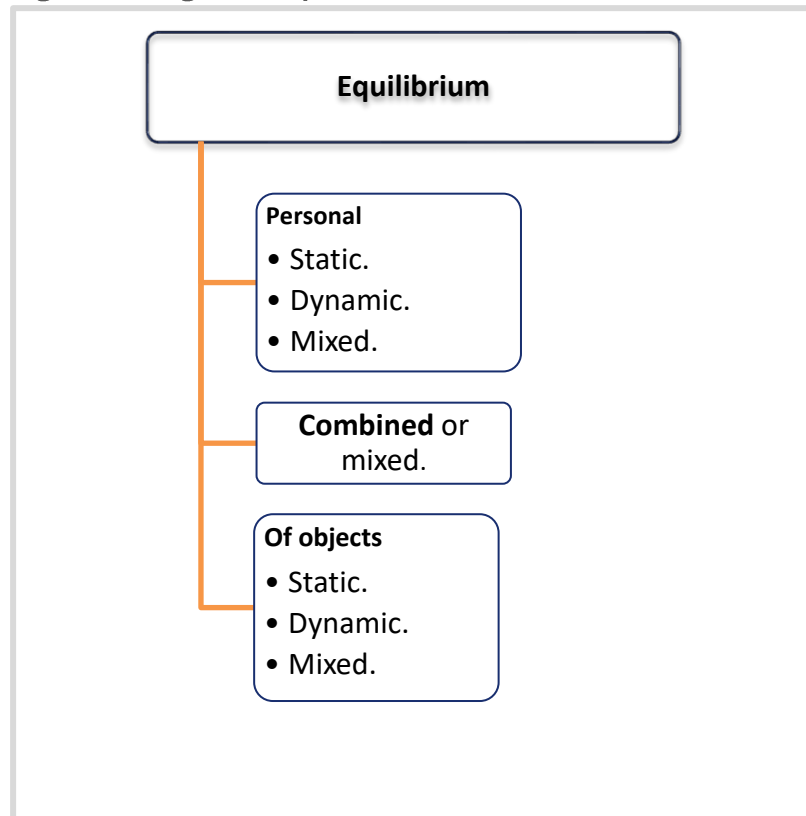 Equilibrium
Personal
• Static.
• Dynamic.
• Mixed.
Combined or
mixed.
Of objects
• Static.
• Dynamic.
• Mixed.